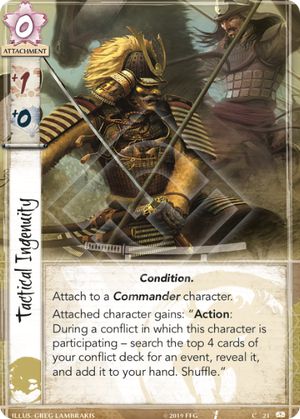 0
ATTACHMENT
+1
+0
Tactical Ingenuity
Condition.
Attach to a Commander character.
Attached character gains: “Action:
During a conflict in which this character is
participating – search the top 4 cards of
your conflict deck for an event, reveal it,
and add it to your hand. Shuffle.”
ILLUS. GREG LAMBRAKIS
©2019 FFG
21